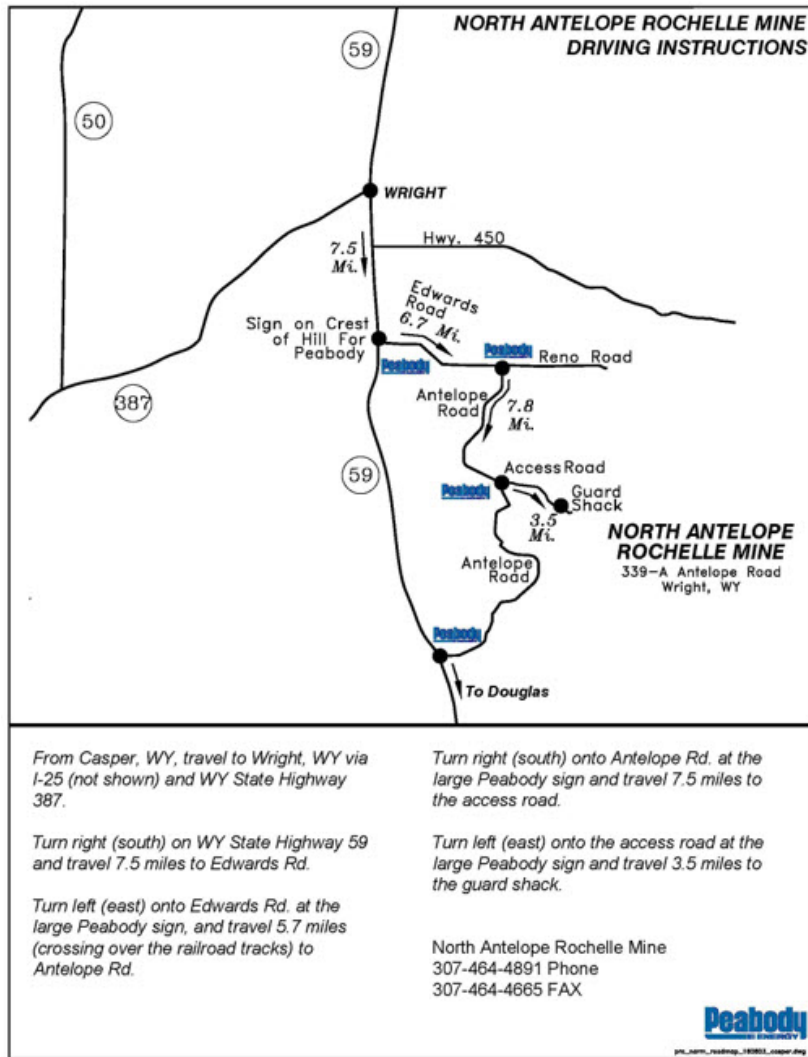 NORTH ANTELOPE ROCHELLE MINE
DRIVING INSTRUCTIONS
59
50
WRIGHT
Hwy. 450
7.5
Mi.
Edwards
Road
6.7 Mi.
Sign on Crest
of Hill For
Peabody
Peabody
Peabody
Reno Road
387
Antelope
Road
7.8
Mi.
59
Access Road
Peabody
Guard
Shack
3.5
Mi.
NORTH ANTELOPE
ROCHELLE MINE
339-A Antelope Road
Wright, WY
Antelope
Road
Peabody
To Douglas
From Casper, WY, travel to Wright, WY via
I-25 (not shown) and WY State Highway
387.
Turn right (south) on WY State Highway 59
and travel 7.5 miles to Edwards Rd.
Turn left (east) onto Edwards Rd. at the
large Peabody sign, and travel 5.7 miles
(crossing over the railroad tracks) to
Antelope Rd.
Turn right (south) onto Antelope Rd. at the
large Peabody sign and travel 7.5 miles to
the access road.
Turn left (east) onto the access road at the
large Peabody sign and travel 3.5 miles to
the guard shack.
North Antelope Rochelle Mine
307-464-4891 Phone
307-464-4665 FAX
Peabody
ENERGY